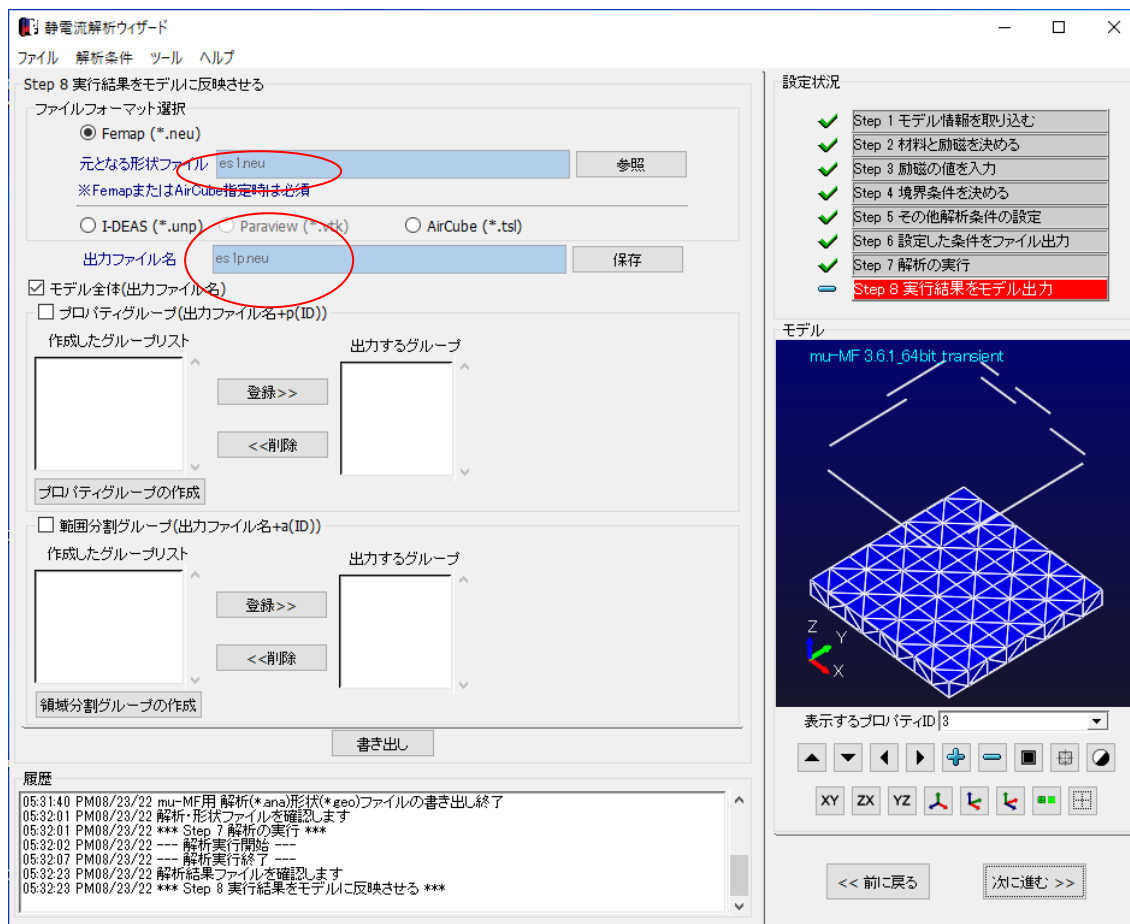 静電流解析ウィザード
ファイル 解析条件 ツール ヘルプ
Step 8 実行結果をモデルに反映させる
ファイルフォーマット選択
Femap (*.neu)
元となる形状ファイル es1.neu 参照
※FemapまたはAirCube指定時は必須
I-DEAS (*.unp) Paraview (*.vtk) AirCube (*.tsl)
出力ファイル名 es1p.neu 保存
モデル全体(出力ファイル名)
プロパティグループ(出力ファイル名+p(ID))
作成したグループリスト 出力するグループ
登録>>
<<削除
プロパティグループの作成
範囲分割グループ(出力ファイル名+a(ID))
作成したグループリスト 出力するグループ
登録>>
<<削除
領域分割グループの作成
書き出し
履歴
05:31:40 PM08/23/22 mu-MF用 解析(*.ana)形状(*.geo)ファイルの書き出し終了
05:32:01 PM08/23/22 解析・形状ファイルを確認します
05:32:01 PM08/23/22 *** Step 7 解析の実行 ***
05:32:02 PM08/23/22 --- 解析実行開始 ---
05:32:07 PM08/23/22 --- 解析実行終了 ---
05:32:23 PM08/23/22 解析結果ファイルを確認します
05:32:23 PM08/23/22 *** Step 8 実行結果をモデルに反映させる ***
設定状況
Step 1 モデル情報を取り込む
Step 2 材料と励磁を決める
Step 3 励磁の値を入力
Step 4 境界条件を決める
Step 5 その他解析条件の設定
Step 6 設定した条件をファイル出力
Step 7 解析の実行
Step 8 実行結果をモデル出力
モデル
mu-MF 3.6.1_64bit_transient
Z
Y
X
表示するプロパティID 3
XY ZX YZ
<< 前に戻る 次に進む >>